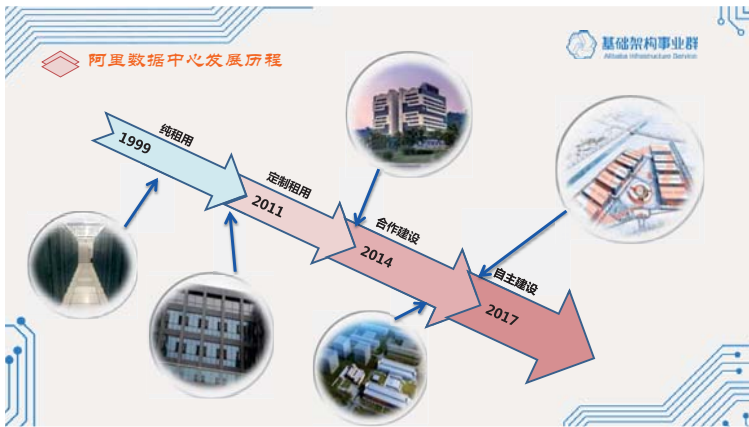 阿里数据中心发展历程
基础架构事业群
Alibaba Infrastructure Service
纯租用
1999
定制租用
2011
合作建设
2014
自主建设
2017